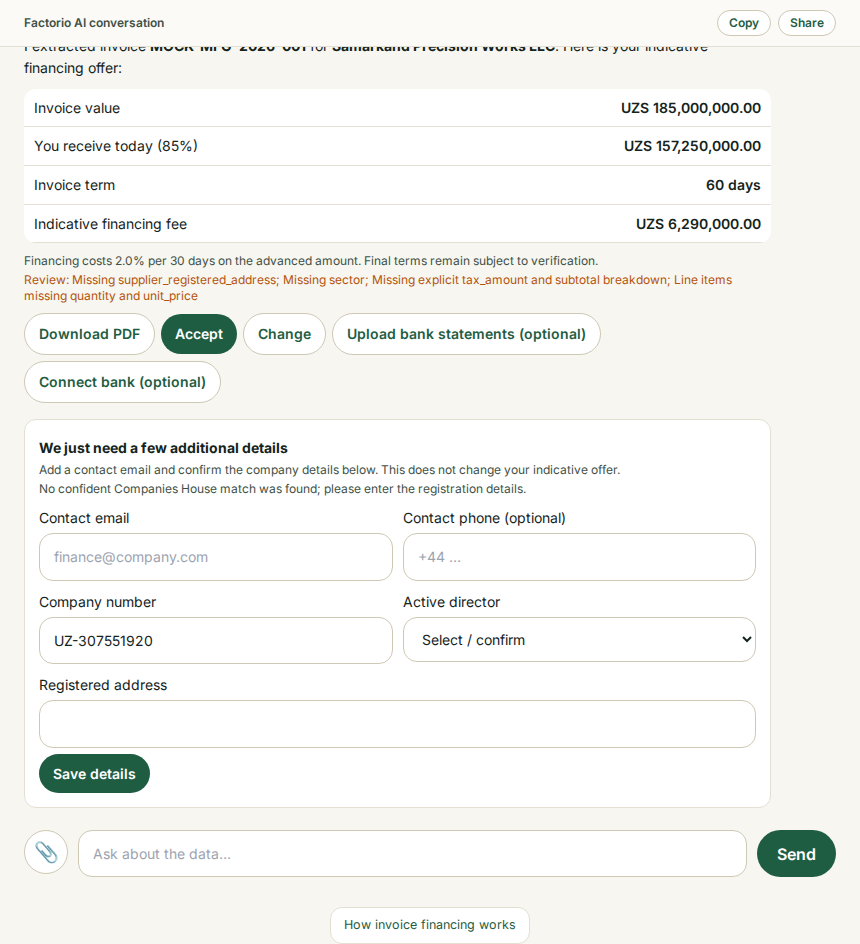 Factorio AI conversation
Copy
Share
I extracted invoice MOCK-MFG-2026-001 for Samarkand Precision Works LLC. Here is your indicative
financing offer:
Invoice value UZS 185,000,000.00
You receive today (85%) UZS 157,250,000.00
Invoice term 60 days
Indicative financing fee UZS 6,290,000.00
Financing costs 2.0% per 30 days on the advanced amount. Final terms remain subject to verification.
Review: Missing supplier_registered_address; Missing sector; Missing explicit tax_amount and subtotal breakdown; Line items
missing quantity and unit_price
Download PDF
Accept
Change
Upload bank statements (optional)
Connect bank (optional)
We just need a few additional details
Add a contact email and confirm the company details below. This does not change your indicative offer.
No confident Companies House match was found; please enter the registration details.
Contact email
Contact phone (optional)
finance@company.com
+44 ...
Company number
Active director
UZ-307551920
Select / confirm
Registered address
Save details
Ask about the data...
Send
How invoice financing works